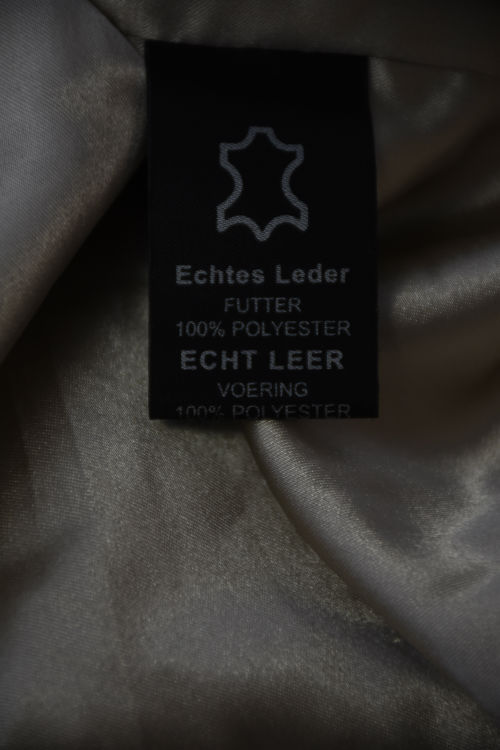 Echtes Leder
FUTTER
100% POLYESTER
ECHT LEER
VOERING
100% POLYESTER